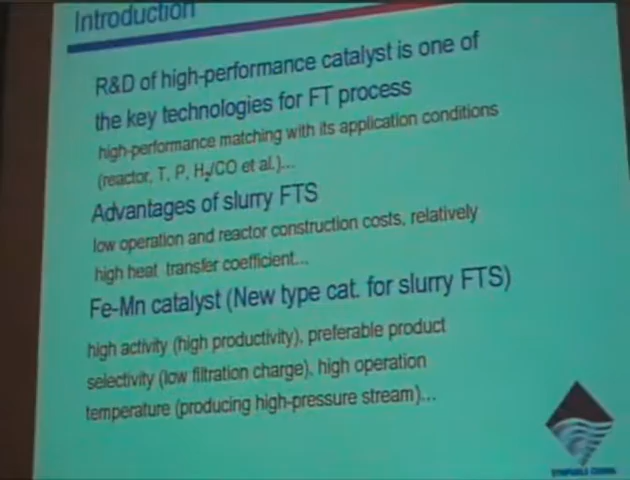 Introduction
R&D of high-performance catalyst is one of
the key technologies for FT process
high-performance matching with its application conditions
(reactor, T, P, H2/CO et al.)...
Advantages of slurry FTS
low operation and reactor construction costs, relatively
high heat transfer coefficient...
Fe-Mn catalyst (New type cat. for slurry FTS)
high activity (high productivity), preferable product
selectivity (low filtration charge), high operation
temperature (producing high-pressure stream)...